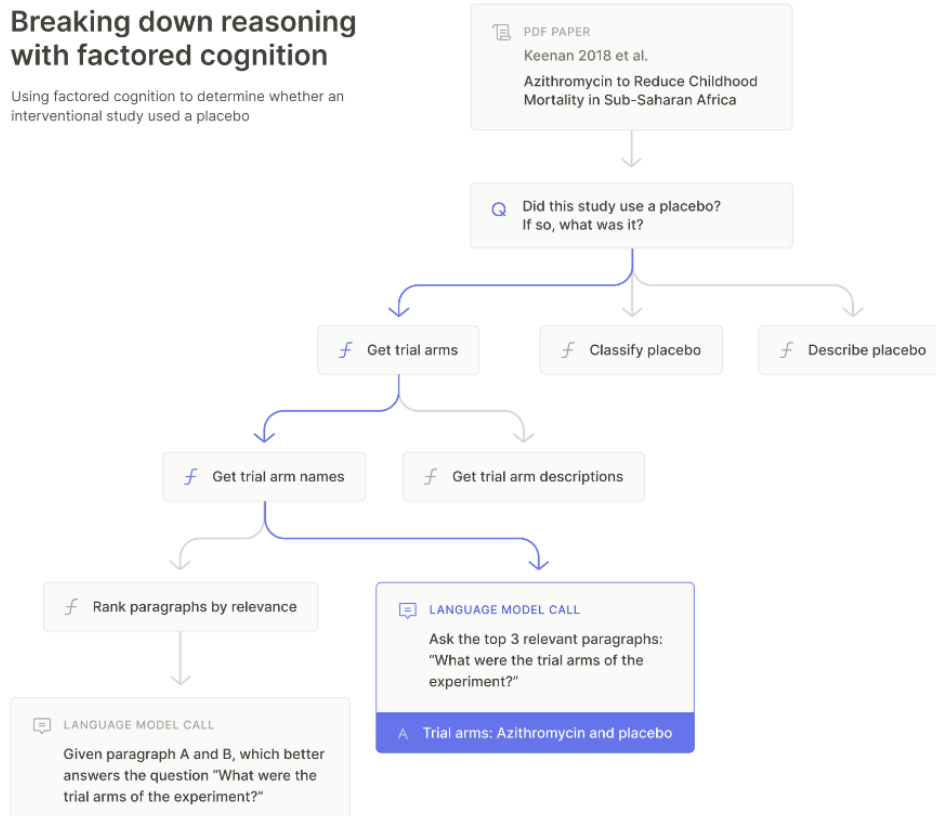 Breaking down reasoning
with factored cognition
Using factored cognition to determine whether an
interventional study used a placebo
PDF PAPER
Keenan 2018 et al.
Azithromycin to Reduce Childhood
Mortality in Sub-Saharan Africa
Q Did this study use a placebo?
If so, what was it?
f Get trial arms
f Classify placebo
f Describe placebo
f Get trial arm names
f Get trial arm descriptions
f Rank paragraphs by relevance
LANGUAGE MODEL CALL
Ask the top 3 relevant paragraphs:
“What were the trial arms of the
experiment?”
A Trial arms: Azithromycin and placebo
LANGUAGE MODEL CALL
Given paragraph A and B, which better
answers the question “What were the
trial arms of the experiment?”